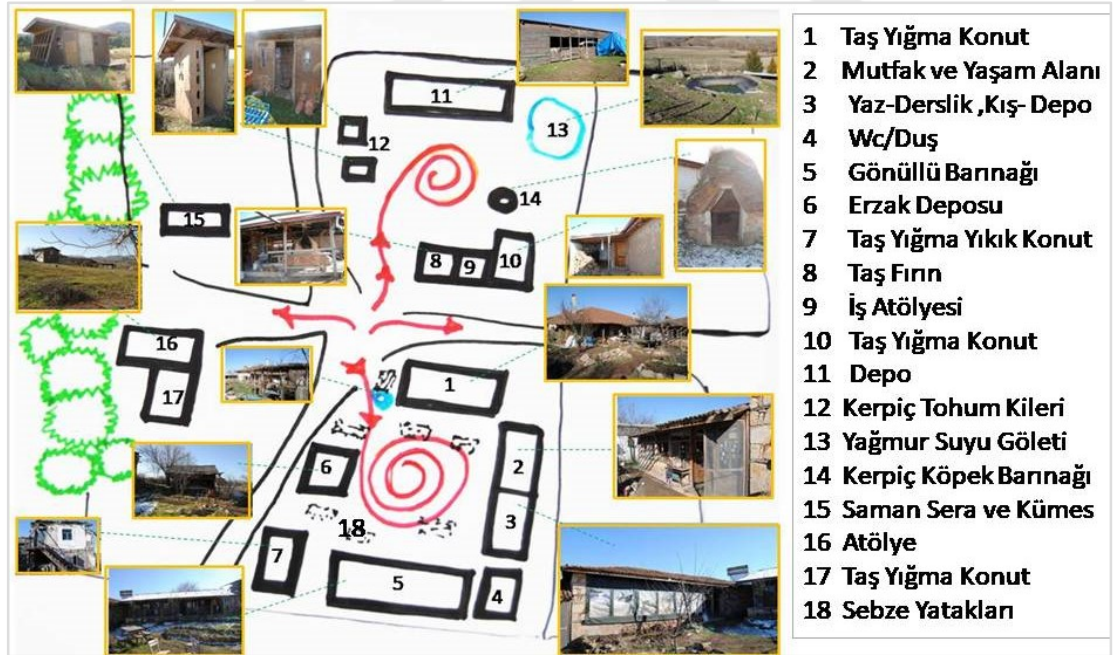 1 Taş Yığma Konut
2 Mutfak ve Yaşam Alanı
3 Yaz-Derslik ,Kış- Depo
4 Wc/Duş
5 Gönüllü Barınağı
6 Erzak Deposu
7 Taş Yığma Yıkık Konut
8 Taş Fırın
9 İş Atölyesi
10 Taş Yığma Konut
11 Depo
12 Kerpiç Tohum Kileri
13 Yağmur Suyu Göleti
14 Kerpiç Köpek Barınağı
15 Saman Sera ve Kümes
16 Atölye
17 Taş Yığma Konut
18 Sebze Yatakları
11
13
12
14
15
8 9 10
16
17
1
2
6
3
18
7
5
4